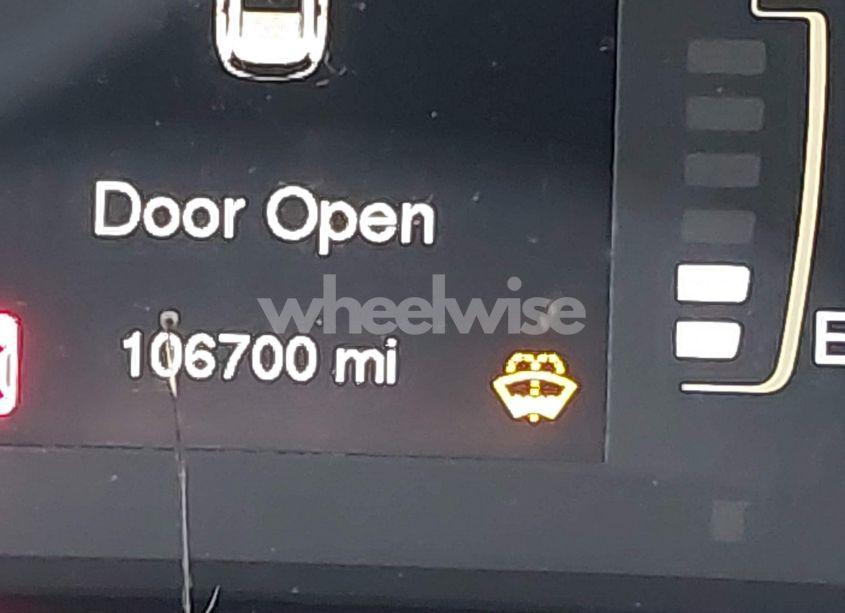 Door Open
wheelwise
106700 mi
E